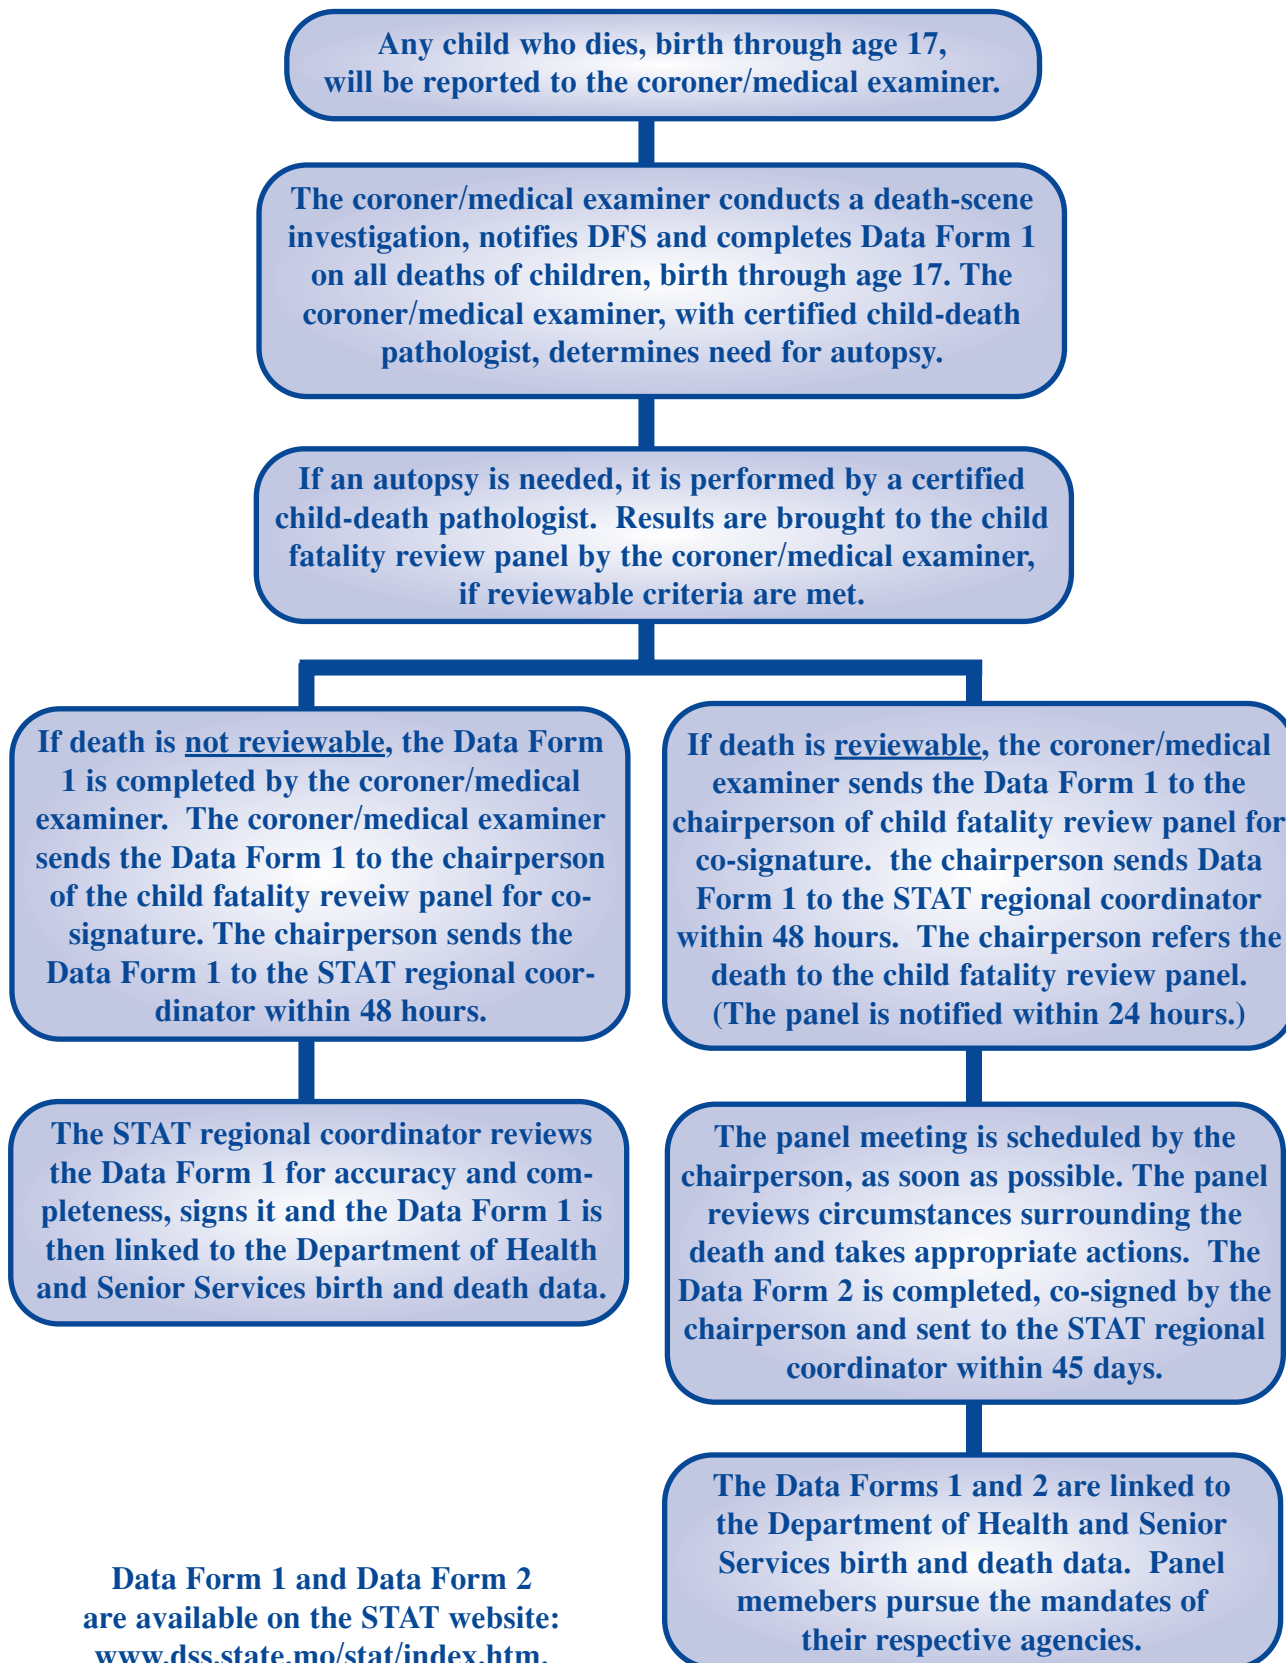 Any child who dies, birth through age 17,
will be reported to the coroner/medical examiner.
The coroner/medical examiner conducts a death-scene
investigation, notifies DFS and completes Data Form 1
on all deaths of children, birth through age 17. The
coroner/medical examiner, with certified child-death
pathologist, determines need for autopsy.
If an autopsy is needed, it is performed by a certified
child-death pathologist.  Results are brought to the child
fatality review panel by the coroner/medical examiner,
if reviewable criteria are met.
If death is not reviewable, the Data Form
1 is completed by the coroner/medical
examiner.  The coroner/medical examiner
sends the Data Form 1 to the chairperson
of the child fatality reveiw panel for co-
signature. The chairperson sends the
Data Form 1 to the STAT regional coor-
dinator within 48 hours.
The STAT regional coordinator reviews
the Data Form 1 for accuracy and com-
pleteness, signs it and the Data Form 1 is
then linked to the Department of Health
and Senior Services birth and death data.
If death is reviewable, the coroner/medical
examiner sends the Data Form 1 to the
chairperson of child fatality review panel for
co-signature.  the chairperson sends Data
Form 1 to the STAT regional coordinator
within 48 hours.  The chairperson refers the
death to the child fatality review panel.
(The panel is notified within 24 hours.)
The panel meeting is scheduled by the
chairperson, as soon as possible. The panel
reviews circumstances surrounding the
death and takes appropriate actions.  The
Data Form 2 is completed, co-signed by the
chairperson and sent to the STAT regional
coordinator within 45 days.
The Data Forms 1 and 2 are linked to
the Department of Health and Senior
Services birth and death data.  Panel
memebers pursue the mandates of
their respective agencies.
Data Form 1 and Data Form 2
are available on the STAT website:
www.dss.state.mo/stat/index.htm.